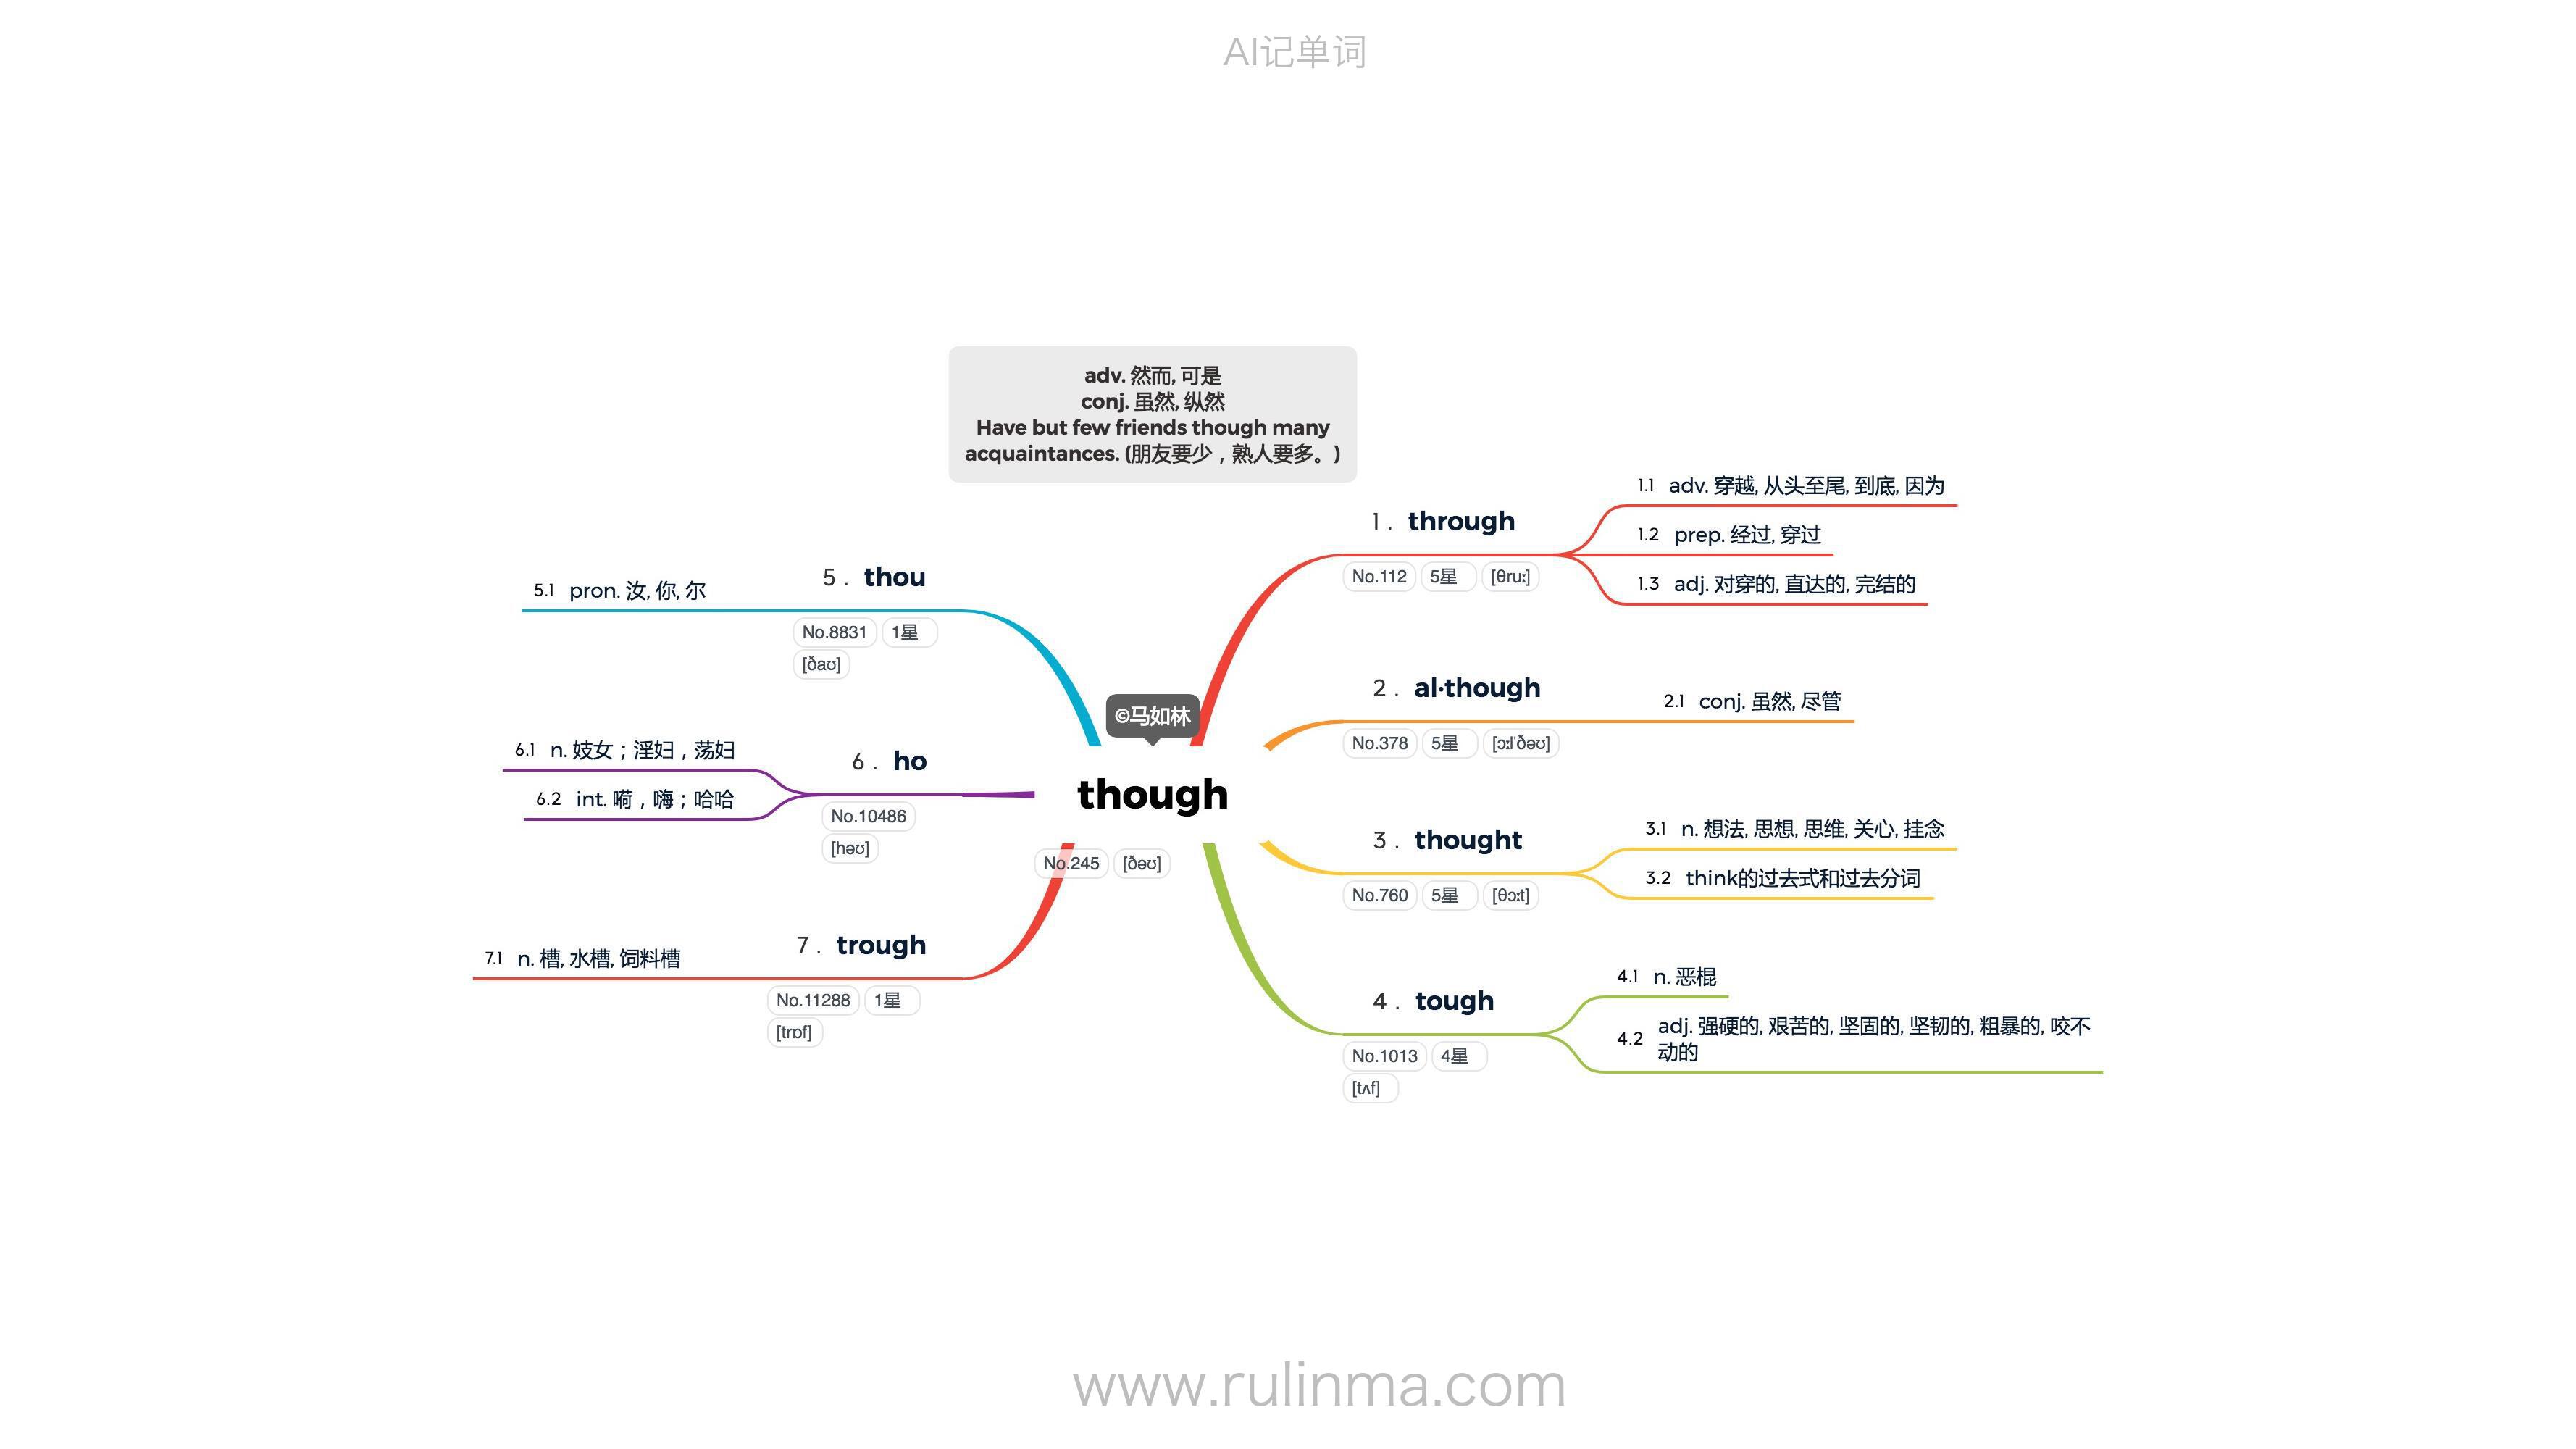 AI记单词
adv. 然而, 可是
conj. 虽然, 纵然
Have but few friends though many
acquaintances. (朋友要少，熟人要多。)
©马如林
though
No.245 [ðəʊ]
1 . through
No.112 5星 [θruː]
1.1 adv. 穿越, 从头至尾, 到底, 因为
1.2 prep. 经过, 穿过
1.3 adj. 对穿的, 直达的, 完结的
2 . al·though
No.378 5星 [ɔːlˈðəʊ]
2.1 conj. 虽然, 尽管
3 . thought
No.760 5星 [θɔːt]
3.1 n. 想法, 思想, 思维, 关心, 挂念
3.2 think的过去式和过去分词
4 . tough
No.1013 4星
[tʌf]
4.1 n. 恶棍
4.2 adj. 强硬的, 艰苦的, 坚固的, 坚韧的, 粗暴的, 咬不
动的
5 . thou
No.8831 1星
[ðaʊ]
5.1 pron. 汝, 你, 尔
6 . ho
No.10486
[həʊ]
6.1 n. 妓女；淫妇，荡妇
6.2 int. 嗬，嗨；哈哈
7 . trough
No.11288 1星
[trɒf]
7.1 n. 槽, 水槽, 饲料槽
www.rulinma.com